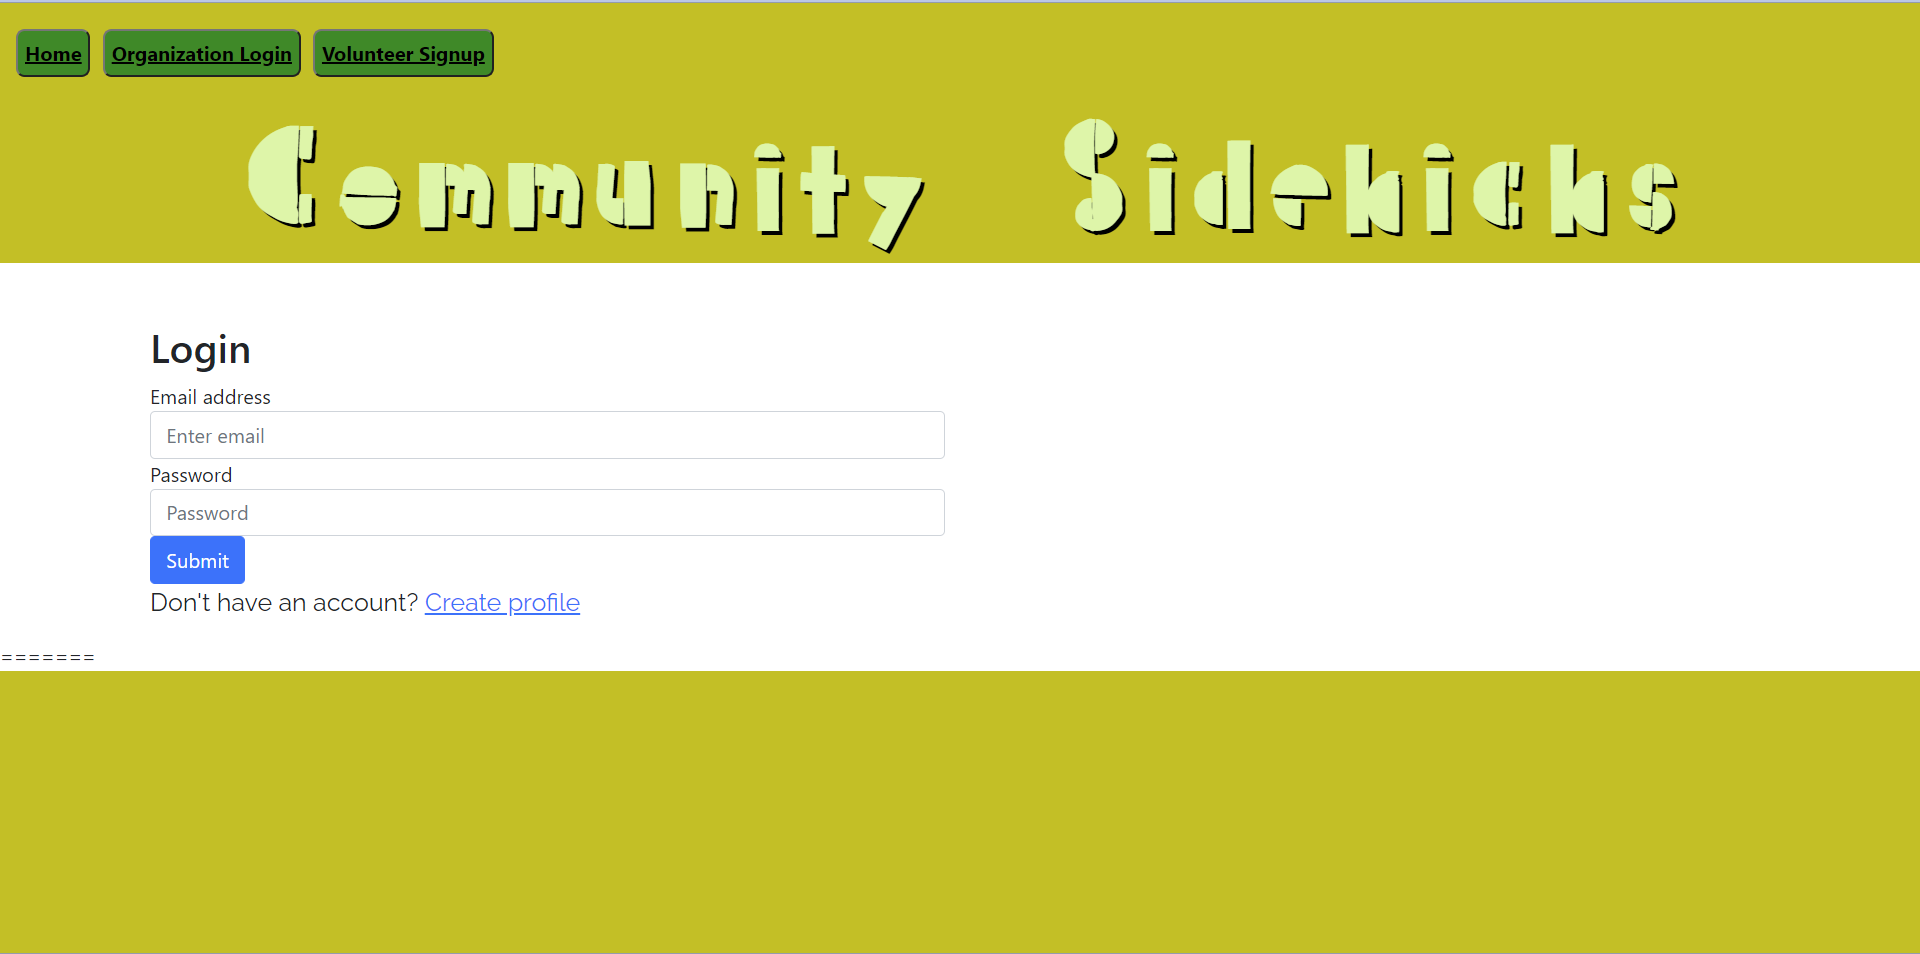 Home Organization Login Volunteer Signup
Community Sidekicks
Login
Email address
Enter email
Password
Password
Submit
Don't have an account? Create profile
=======